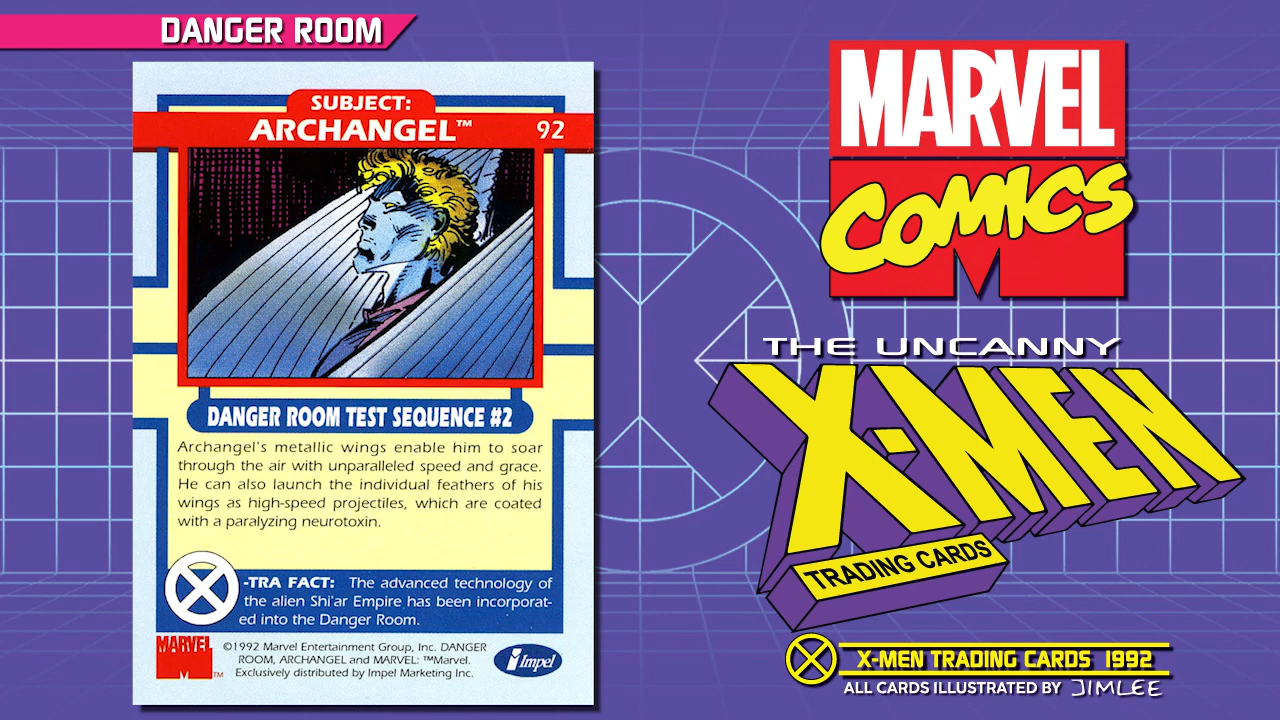 DANGER ROOM
SUBJECT:
ARCHANGEL™
92
DANGER ROOM TEST SEQUENCE #2
Archangel's metallic wings enable him to soar
through the air with unparalleled speed and grace.
He can also launch the individual feathers of his
wings as high-speed projectiles, which are coated
with a paralyzing neurotoxin.
X-TRA FACT: The advanced technology of
the alien Shi'ar Empire has been incorporat-
ed into the Danger Room.
MARVEL
M™
©1992 Marvel Entertainment Group, Inc. DANGER
ROOM, ARCHANGEL and MARVEL: ™Marvel.
Exclusively distributed by Impel Marketing Inc.
Impel
MARVEL
COMICS
M
THE UNCANNY
X-MEN
TRADING CARDS
X-MEN TRADING CARDS 1992
ALL CARDS ILLUSTRATED BY JIMLEE